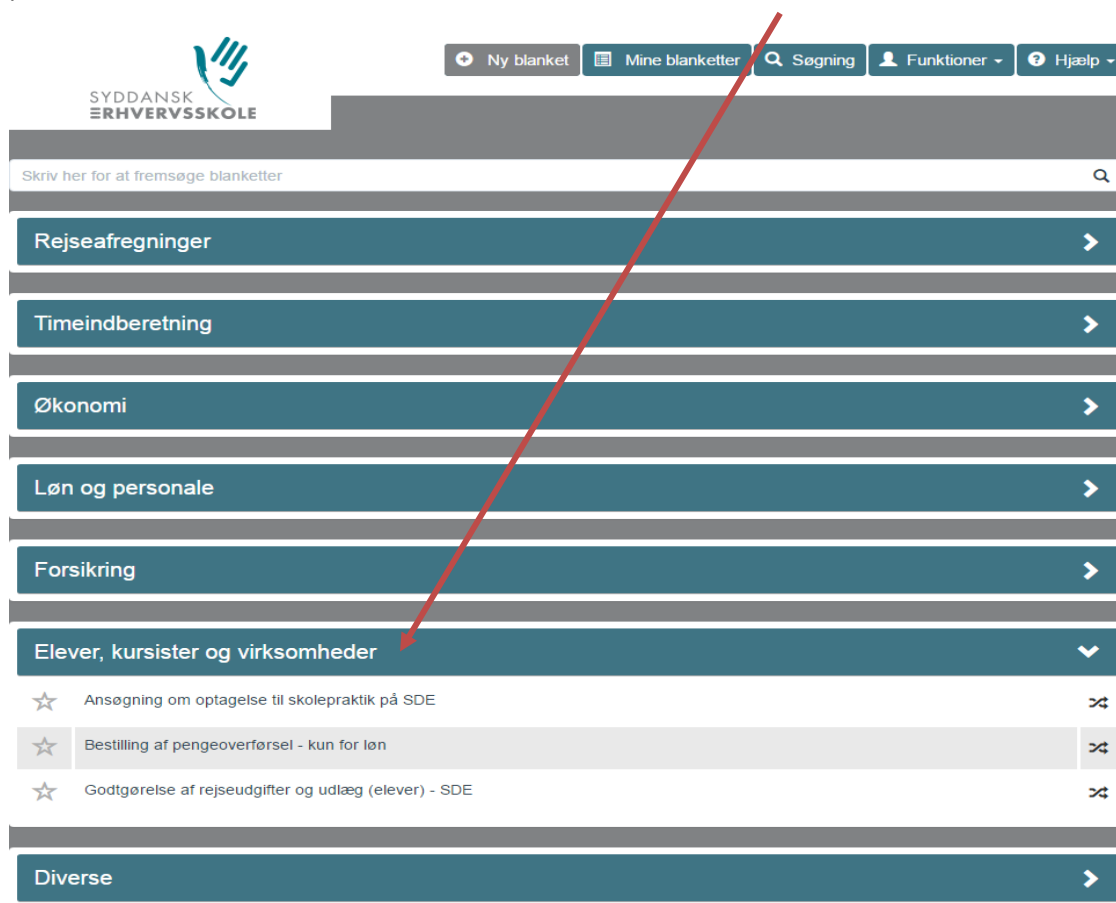 SYDDANSK
ERHVERVSSKOLE
Ny blanket
Mine blanketter
Søgning
Funktioner
Hjælp
Skriv her for at fremsøge blanketter
Rejseafregninger
Timeindberetning
Økonomi
Løn og personale
Forsikring
Elever, kursister og virksomheder
Ansøgning om optagelse til skolepraktik på SDE
Bestilling af pengeoverførsel - kun for løn
Godtgørelse af rejseudgifter og udlæg (elever) - SDE
Diverse